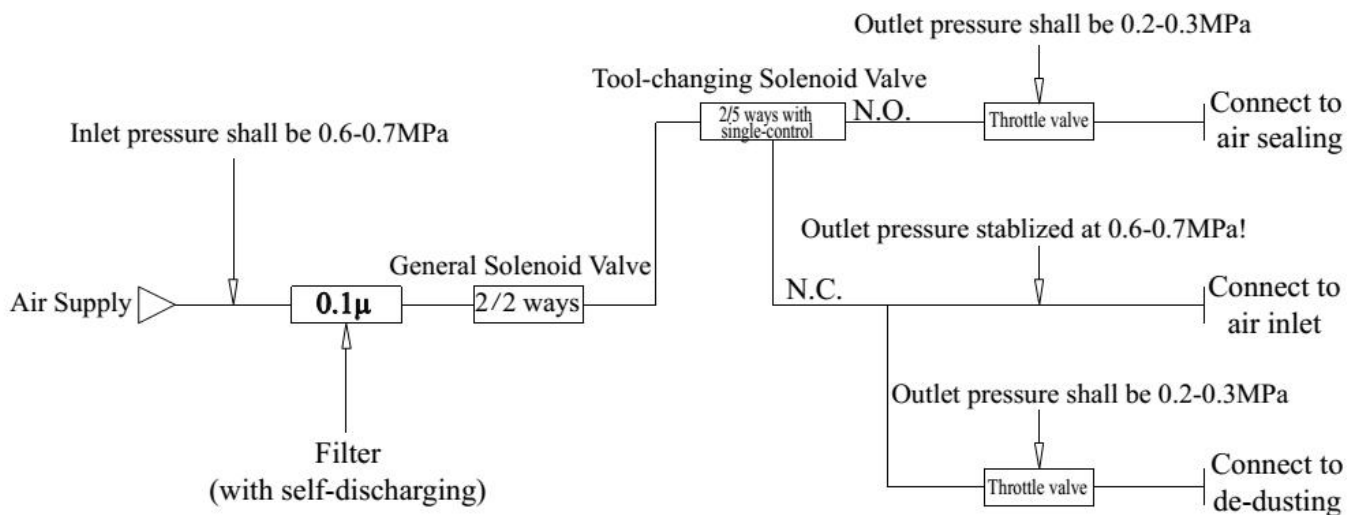 Outlet pressure shall be 0.2-0.3MPa
Tool-changing Solenoid Valve
2/5 ways with
single-control
N.O.
Throttle valve
Connect to
air sealing
Inlet pressure shall be 0.6-0.7MPa
Outlet pressure stablized at 0.6-0.7MPa!
General Solenoid Valve
Air Supply
0.1μ
2/2 ways
N.C.
Connect to
air inlet
Outlet pressure shall be 0.2-0.3MPa
Filter
(with self-discharging)
Throttle valve
Connect to
de-dusting